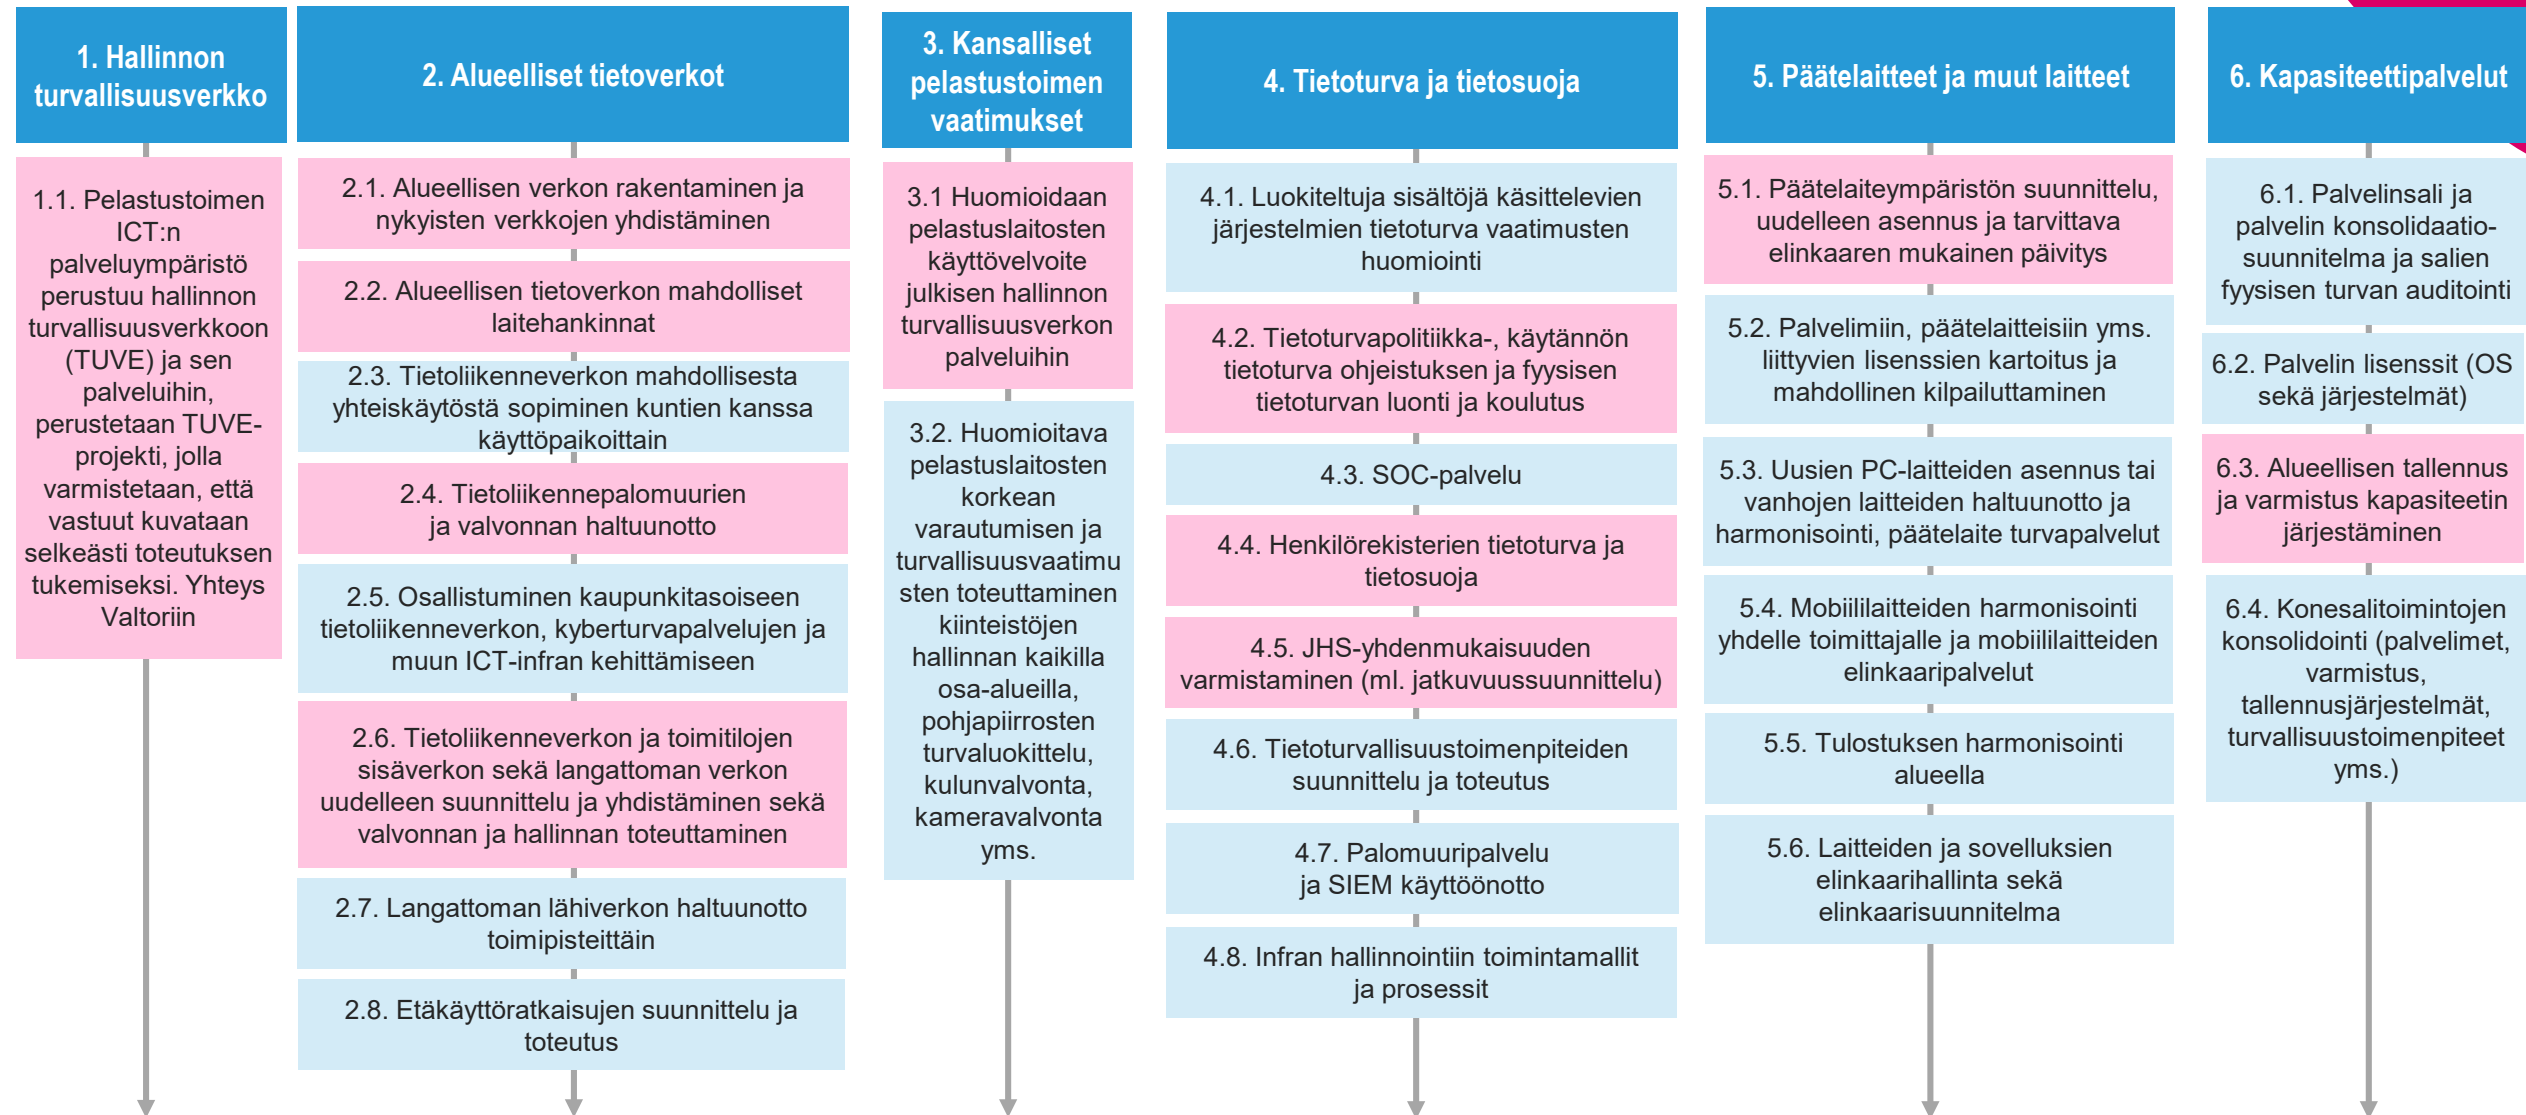 1. Hallinnon
turvallisuusverkko
1.1. Pelastustoimen
ICT:n
palveluympäristö
perustuu hallinnon
turvallisuusverkkoon
(TUVE) ja sen
palveluihin,
perustetaan TUVE-
projekti, jolla
varmistetaan, että
vastuut kuvataan
selkeästi toteutuksen
tukemiseksi. Yhteys
Valtoriin
2. Alueelliset tietoverkot
2.1. Alueellisen verkon rakentaminen ja
nykyisten verkkojen yhdistäminen
2.2. Alueellisen tietoverkon mahdolliset
laitehankinnat
2.3. Tietoliikenneverkon mahdollisesta
yhteiskäytöstä sopiminen kuntien kanssa
käyttöpaikoittain
2.4. Tietoliikennepalomuurien
ja valvonnan haltuunotto
2.5. Osallistuminen kaupunkitasoiseen
tietoliikenneverkon, kyberturvapalvelujen ja
muun ICT-infran kehittämiseen
2.6. Tietoliikenneverkon ja toimitilojen
sisäverkon sekä langattoman verkon
uudelleen suunnittelu ja yhdistäminen sekä
valvonnan ja hallinnan toteuttaminen
2.7. Langattoman lähiverkon haltuunotto
toimipisteittäin
2.8. Etäkäyttöratkaisujen suunnittelu ja
toteutus
3. Kansalliset
pelastustoimen
vaatimukset
3.1 Huomioidaan
pelastuslaitosten
käyttövelvoite
julkisen hallinnon
turvallisuusverkon
palveluihin
3.2. Huomioitava
pelastuslaitosten
korkean
varautumisen ja
turvallisuusvaatimu
sten toteuttaminen
kiinteistöjen
hallinnan kaikilla
osa-alueilla,
pohjapiirrosten
turvaluokittelu,
kulunvalvonta,
kameravalvonta
yms.
4. Tietoturva ja tietosuoja
4.1. Luokiteltuja sisältöjä käsittelevien
järjestelmien tietoturva vaatimusten
huomiointi
4.2. Tietoturvapolitiikka-, käytännön
tietoturva ohjeistuksen ja fyysisen
tietoturvan luonti ja koulutus
4.3. SOC-palvelu
4.4. Henkilörekisterien tietoturva ja
tietosuoja
4.5. JHS-yhdenmukaisuuden
varmistaminen (ml. jatkuvuussuunnittelu)
4.6. Tietoturvallisuustoimenpiteiden
suunnittelu ja toteutus
4.7. Palomuuripalvelu
ja SIEM käyttöönotto
4.8. Infran hallinnointiin toimintamallit
ja prosessit
5. Päätelaitteet ja muut laitteet
5.1. Päätelaiteympäristön suunnittelu,
uudelleen asennus ja tarvittava
elinkaaren mukainen päivitys
5.2. Palvelimiin, päätelaitteisiin yms.
liittyvien lisenssien kartoitus ja
mahdollinen kilpailuttaminen
5.3. Uusien PC-laitteiden asennus tai
vanhojen laitteiden haltuunotto ja
harmonisointi, päätelaite turvapalvelut
5.4. Mobiililaitteiden harmonisointi
yhdelle toimittajalle ja mobiililaitteiden
elinkaaripalvelut
5.5. Tulostuksen harmonisointi
alueella
5.6. Laitteiden ja sovelluksien
elinkaarihallinta sekä
elinkaarisuunnitelma
6. Kapasiteettipalvelut
6.1. Palvelinsali ja
palvelin konsolidaatio-
suunnitelma ja salien
fyysisen turvan auditointi
6.2. Palvelin lisenssit (OS
sekä järjestelmät)
6.3. Alueellisen tallennus
ja varmistus kapasiteetin
järjestäminen
6.4. Konesalitoimintojen
konsolidointi (palvelimet,
varmistus,
tallennusjärjestelmät,
turvallisuustoimenpiteet
yms.)